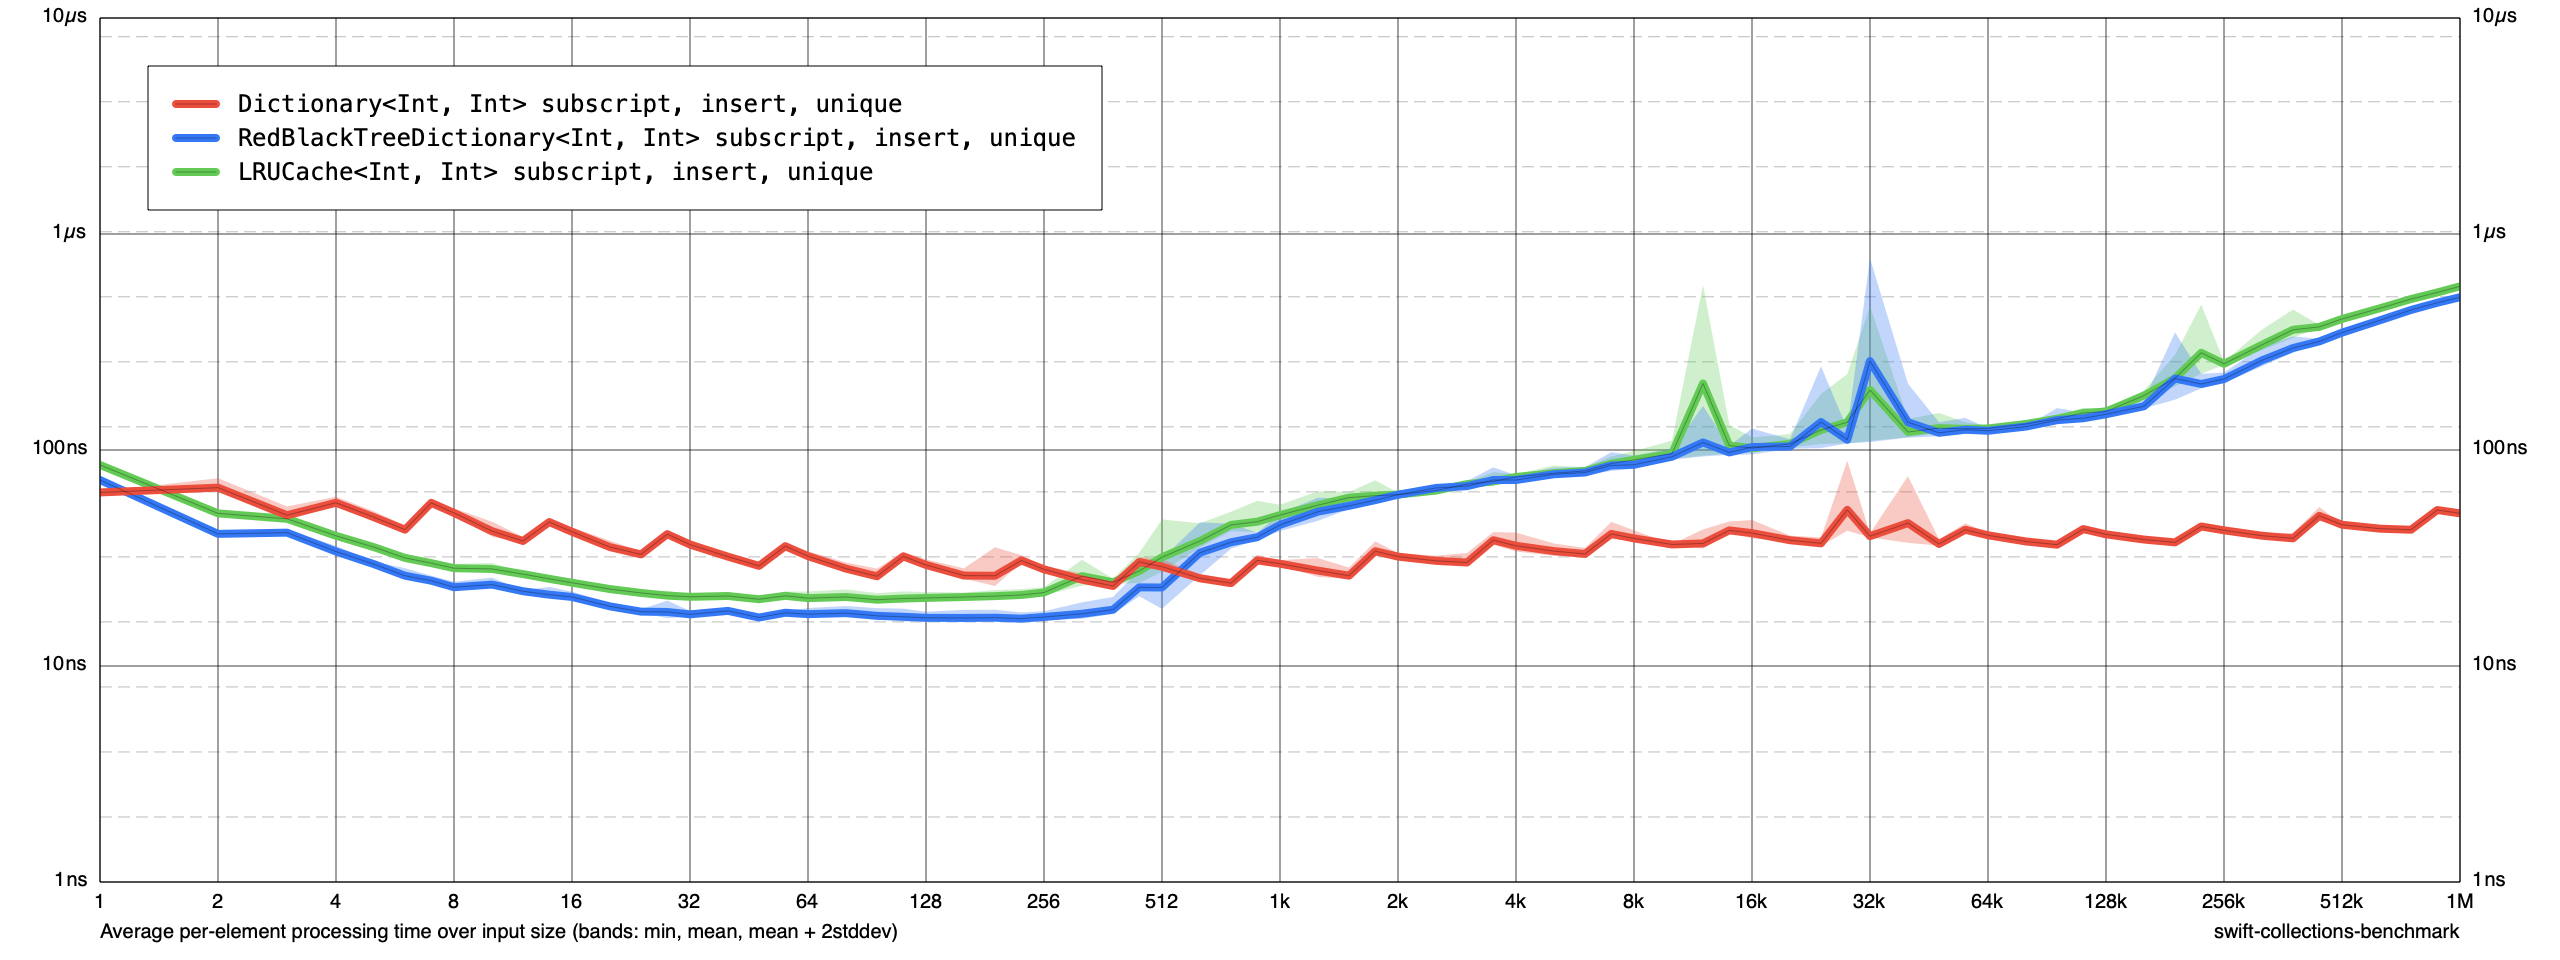 10µs
10µs
Dictionary<Int, Int> subscript, insert, unique
RedBlackTreeDictionary<Int, Int> subscript, insert, unique
LRUCache<Int, Int> subscript, insert, unique
1µs
1µs
100ns
100ns
10ns
10ns
1ns
1ns
1 2 4 8 16 32 64 128 256 512 1k 2k 4k 8k 16k 32k 64k 128k 256k 512k 1M
Average per-element processing time over input size (bands: min, mean, mean + 2stddev)
swift-collections-benchmark